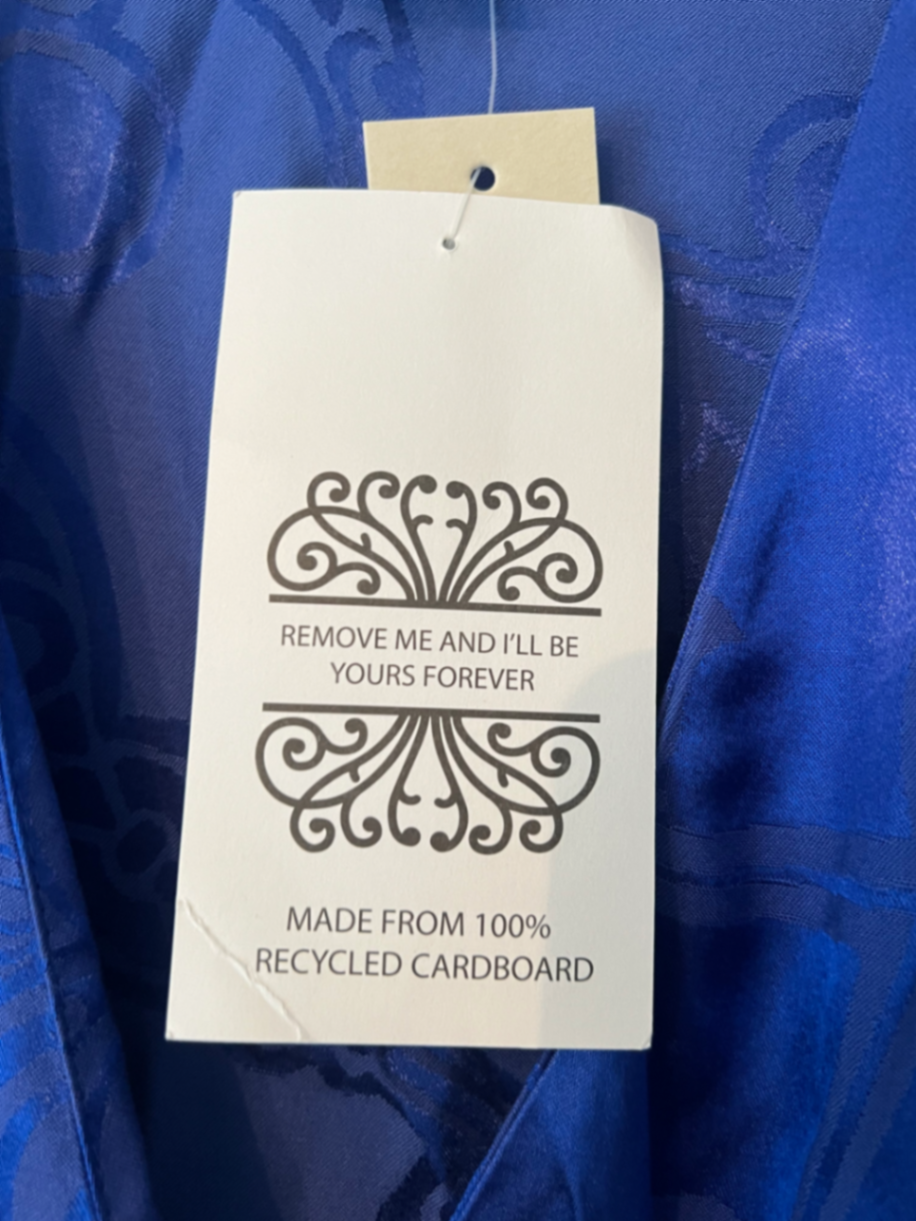 REMOVE ME AND I'LL BE
YOURS FOREVER
MADE FROM 100%
RECYCLED CARDBOARD